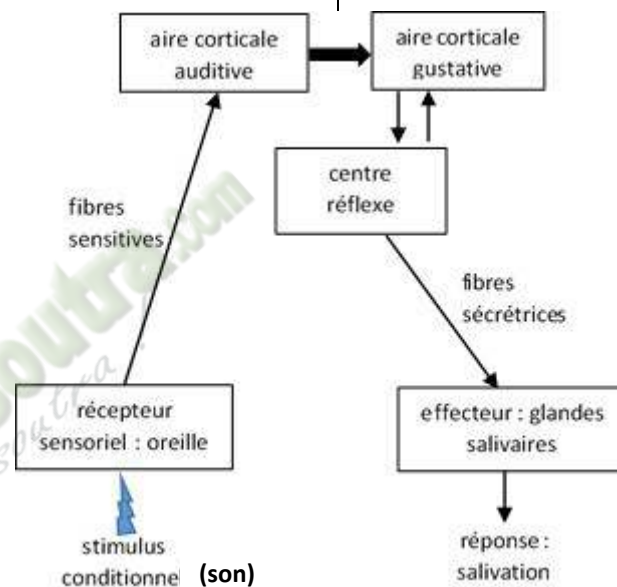 aire corticale
auditive
aire corticale
gustative
centre
réflexe
fibres
sensitives
fibres
sécrétrices
récepteur
sensoriel : oreille
effecteur : glandes
salivaires
stimulus
conditionne (son)
réponse :
salivation